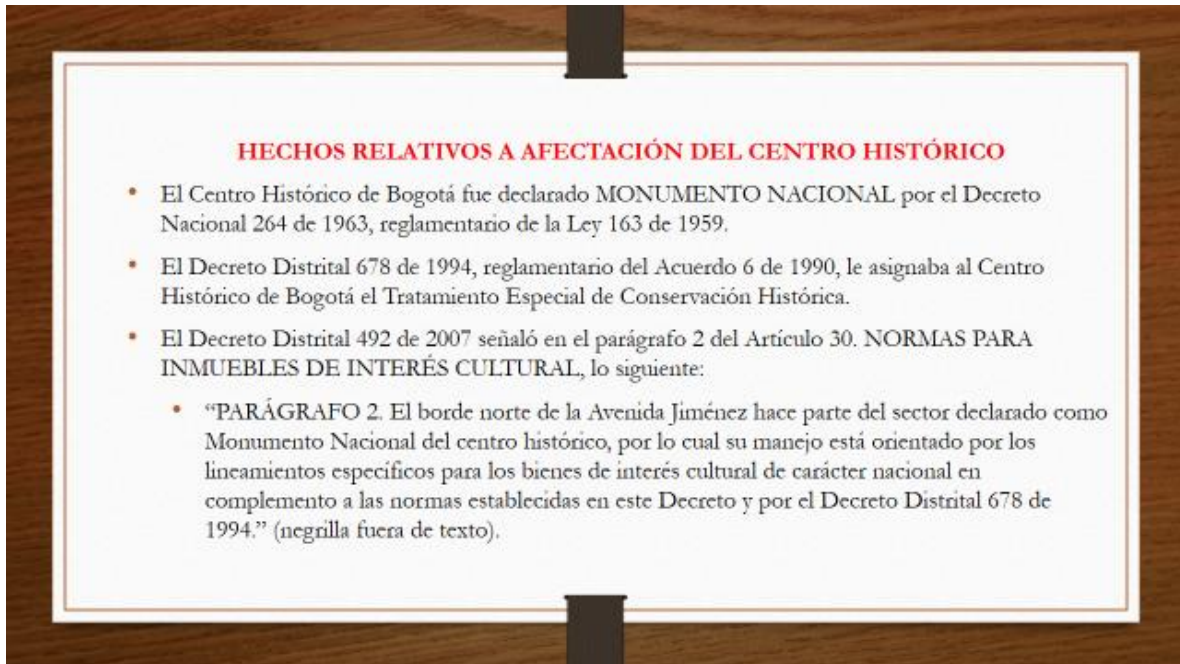 HECHOS RELATIVOS A AFECTACIÓN DEL CENTRO HISTÓRICO
• El Centro Histórico de Bogotá fue declarado MONUMENTO NACIONAL por el Decreto
Nacional 264 de 1963, reglamentario de la Ley 163 de 1959.
• El Decreto Distrital 678 de 1994, reglamentario del Acuerdo 6 de 1990, le asignaba al Centro
Histórico de Bogotá el Tratamiento Especial de Conservación Histórica.
• El Decreto Distrital 492 de 2007 señaló en el parágrafo 2 del Artículo 30. NORMAS PARA
INMUEBLES DE INTERÉS CULTURAL, lo siguiente:
• “PARÁGRAFO 2. El borde norte de la Avenida Jiménez hace parte del sector declarado como
Monumento Nacional del centro histórico, por lo cual su manejo está orientado por los
lineamientos específicos para los bienes de interés cultural de carácter nacional en
complemento a las normas establecidas en este Decreto y por el Decreto Distrital 678 de
1994.” (negrilla fuera de texto).